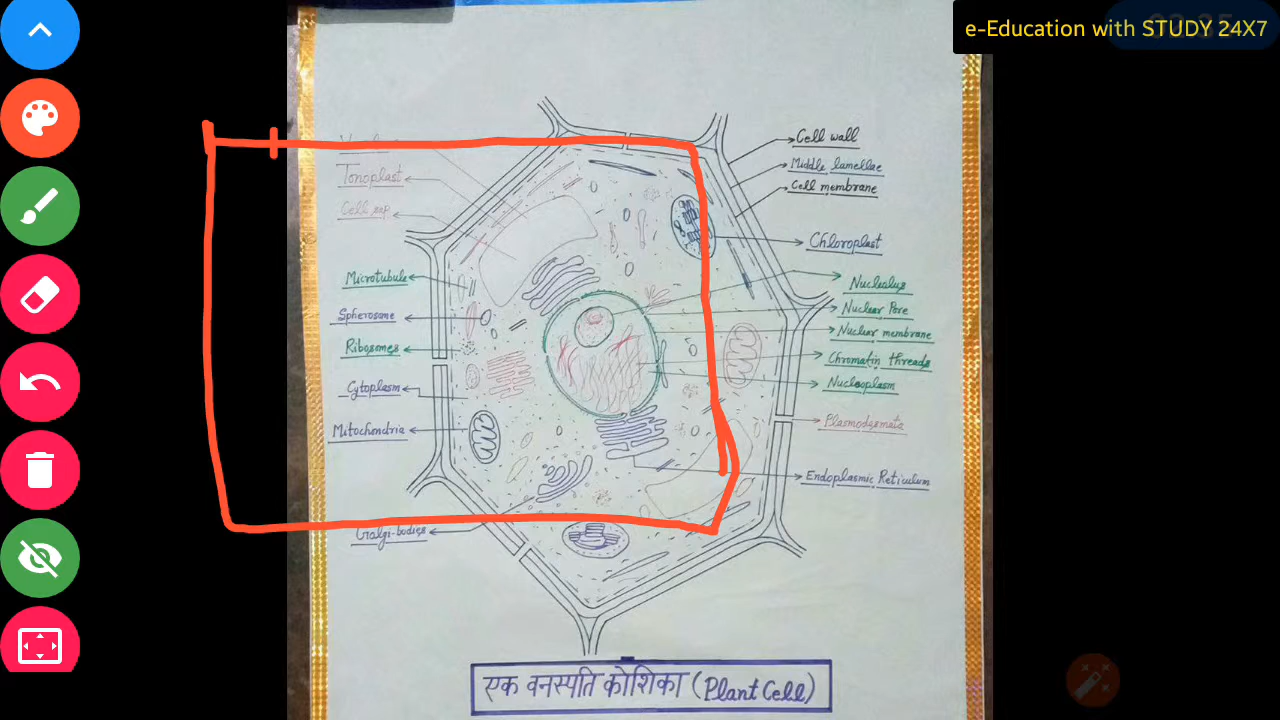 e-Education with STUDY 24X7
Tonoplast
Cell sap
Microtubule
Spherosome
Ribosomes
Cytoplasm
Mitochondria
Golgi-bodies
Cell wall
Middle lamellae
Cell membrane
Chloroplast
Nucleolus
Nuclear Pore
Nuclear membrane
Chromatin threads
Nucleoplasm
Plasmodesmata
Endoplasmic Reticulum
एक वनस्पति कोशिका (Plant Cell)